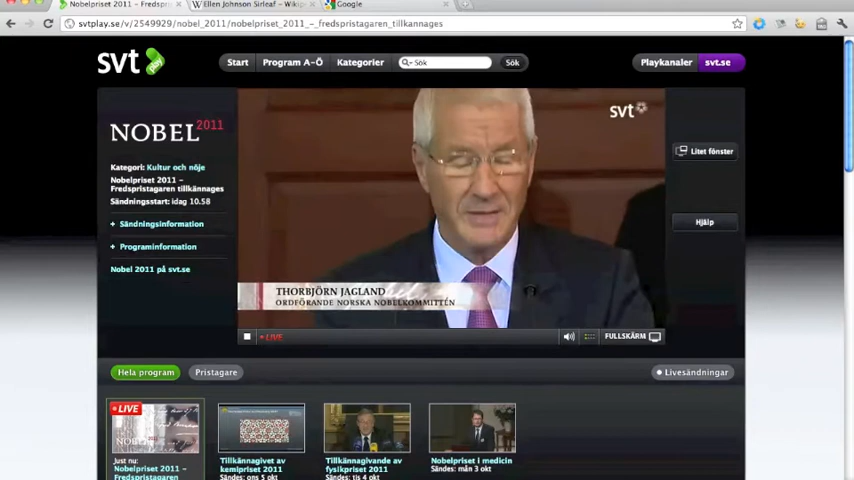 Nobelpriset 2011 – Fredspr
Ellen Johnson Sirleaf – Wikip
Google
svtplay.se/v/2549929/nobel_2011/nobelpriset_2011_-_fredspristagaren_tillkannages
svt play
Start
Program A-Ö
Kategorier
Sök
Sök
Playkanaler
svt.se
NOBEL 2011
Kategori: Kultur och nöje
Nobelpriset 2011 –
Fredspristagaren tillkännages
Sändningsstart: idag 10.58
+ Sändningsinformation
+ Programinformation
Nobel 2011 på svt.se
svt
THORBJÖRN JAGLAND
ORDFÖRANDE NORSKA NOBELKOMMITTÉN
LIVE
FULLSKÄRM
Litet fönster
Hjälp
Hela program
Pristagare
Livesändningar
LIVE
NOBEL
Just nu:
Nobelpriset 2011 –
Fredspristagaren
Tillkännagivet av
kemipriset 2011
Sändes: ons 5 okt
Tillkännagivande av
fysikpriset 2011
Sändes: tis 4 okt
Nobelpriset i medicin
Sändes: mån 3 okt